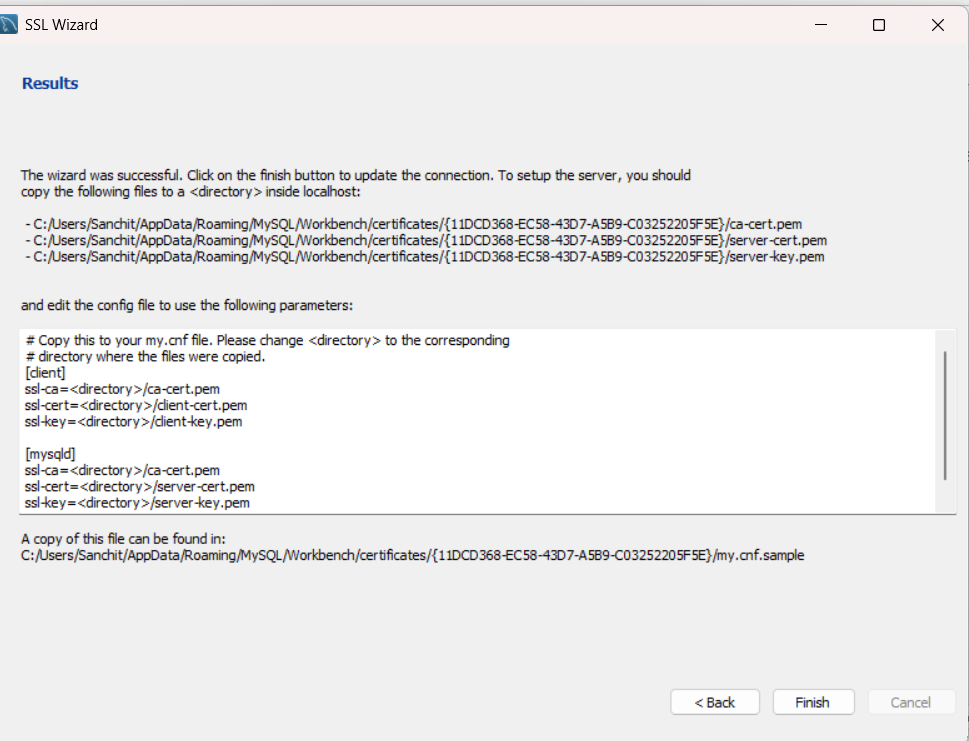 SSL Wizard
Results
The wizard was successful. Click on the finish button to update the connection. To setup the server, you should
copy the following files to a <directory> inside localhost:
- C:/Users/Sanchit/AppData/Roaming/MySQL/Workbench/certificates/{11DCD368-EC58-43D7-A5B9-C03252205F5E}/ca-cert.pem
- C:/Users/Sanchit/AppData/Roaming/MySQL/Workbench/certificates/{11DCD368-EC58-43D7-A5B9-C03252205F5E}/server-cert.pem
- C:/Users/Sanchit/AppData/Roaming/MySQL/Workbench/certificates/{11DCD368-EC58-43D7-A5B9-C03252205F5E}/server-key.pem
and edit the config file to use the following parameters:
# Copy this to your my.cnf file. Please change <directory> to the corresponding
# directory where the files were copied.
[client]
ssl-ca=<directory>/ca-cert.pem
ssl-cert=<directory>/client-cert.pem
ssl-key=<directory>/client-key.pem
[mysqld]
ssl-ca=<directory>/ca-cert.pem
ssl-cert=<directory>/server-cert.pem
ssl-key=<directory>/server-key.pem
A copy of this file can be found in:
C:/Users/Sanchit/AppData/Roaming/MySQL/Workbench/certificates/{11DCD368-EC58-43D7-A5B9-C03252205F5E}/my.cnf.sample
< Back
Finish
Cancel